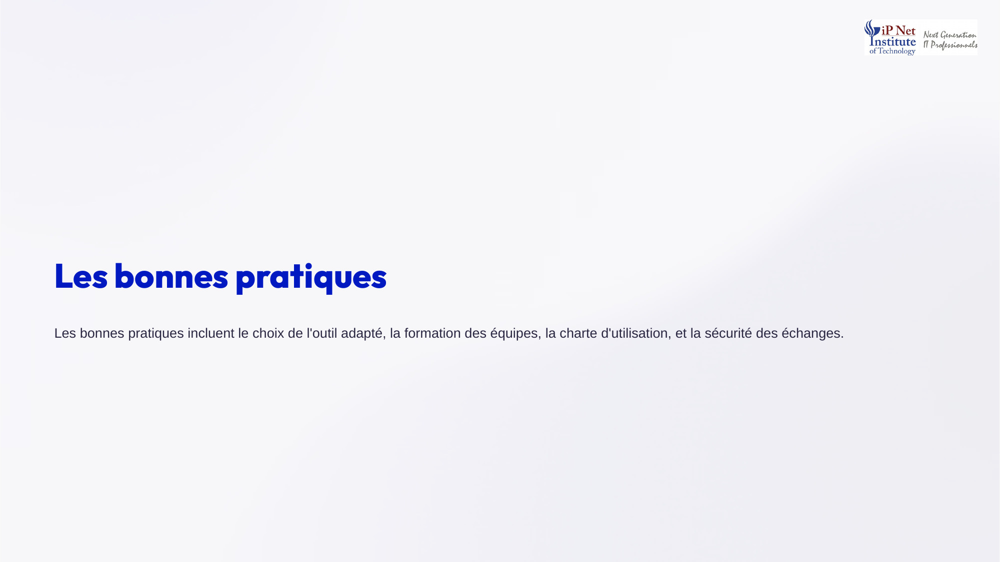 iP Net
Institute
of Technology
Next Generation
IT Professionnels
Les bonnes pratiques
Les bonnes pratiques incluent le choix de l'outil adapté, la formation des équipes, la charte d'utilisation, et la sécurité des échanges.